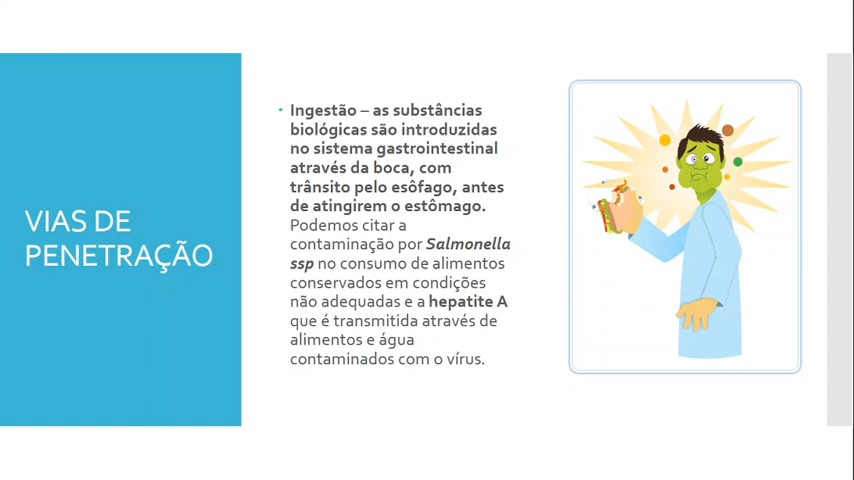 VIAS DE
PENETRAÇÃO
• Ingestão – as substâncias
biológicas são introduzidas
no sistema gastrointestinal
através da boca, com
trânsito pelo esôfago, antes
de atingirem o estômago.
Podemos citar a
contaminação por Salmonella
ssp no consumo de alimentos
conservados em condições
não adequadas e a hepatite A
que é transmitida através de
alimentos e água
contaminados com o vírus.